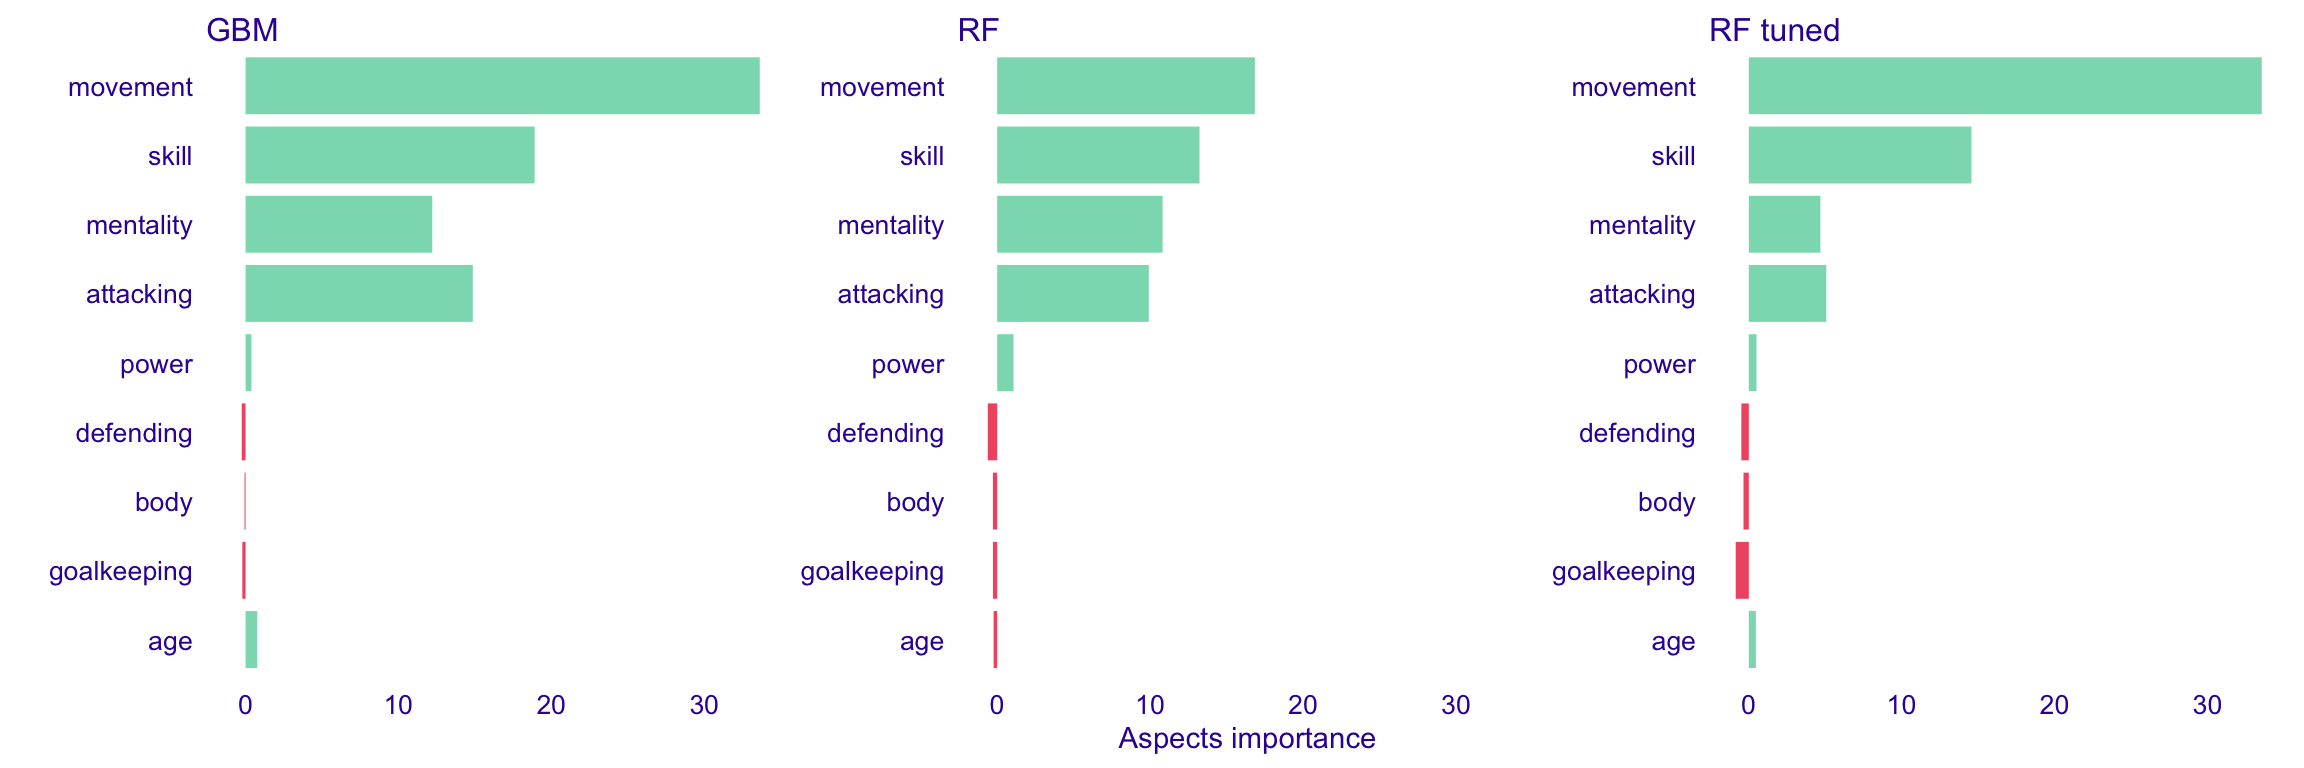 GBM
movement
skill
mentality
attacking
power
defending
body
goalkeeping
age
0 10 20 30
RF
movement
skill
mentality
attacking
power
defending
body
goalkeeping
age
0 10 20 30
Aspects importance
RF tuned
movement
skill
mentality
attacking
power
defending
body
goalkeeping
age
0 10 20 30